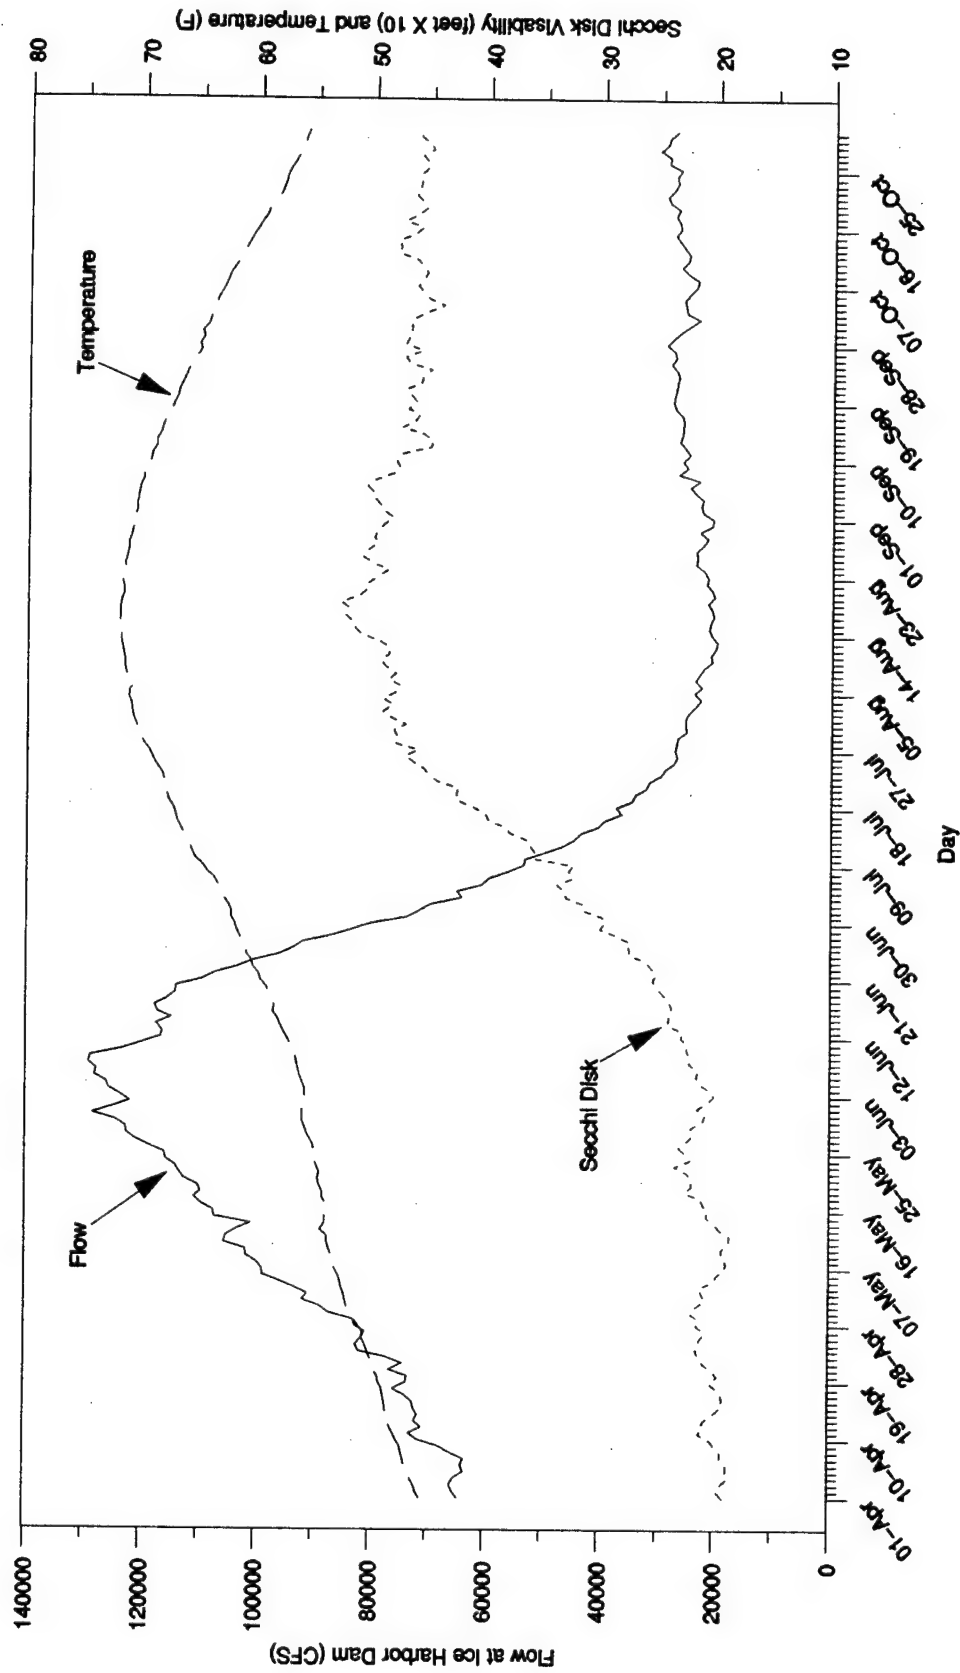 Secchi Disk Visability (feet X 10) and Temperature (F)
80
70
60
50
40
30
20
10
Temperature
Flow
Secchi Disk
140000
120000
100000
80000
60000
40000
20000
0
Flow at Ice Harbor Dam (CFS)
01-Apr
10-Apr
19-Apr
28-Apr
07-May
16-May
25-May
03-Jun
12-Jun
21-Jun
30-Jun
09-Jul
18-Jul
27-Jul
05-Aug
14-Aug
23-Aug
01-Sep
10-Sep
19-Sep
28-Sep
07-Oct
16-Oct
25-Oct
Day